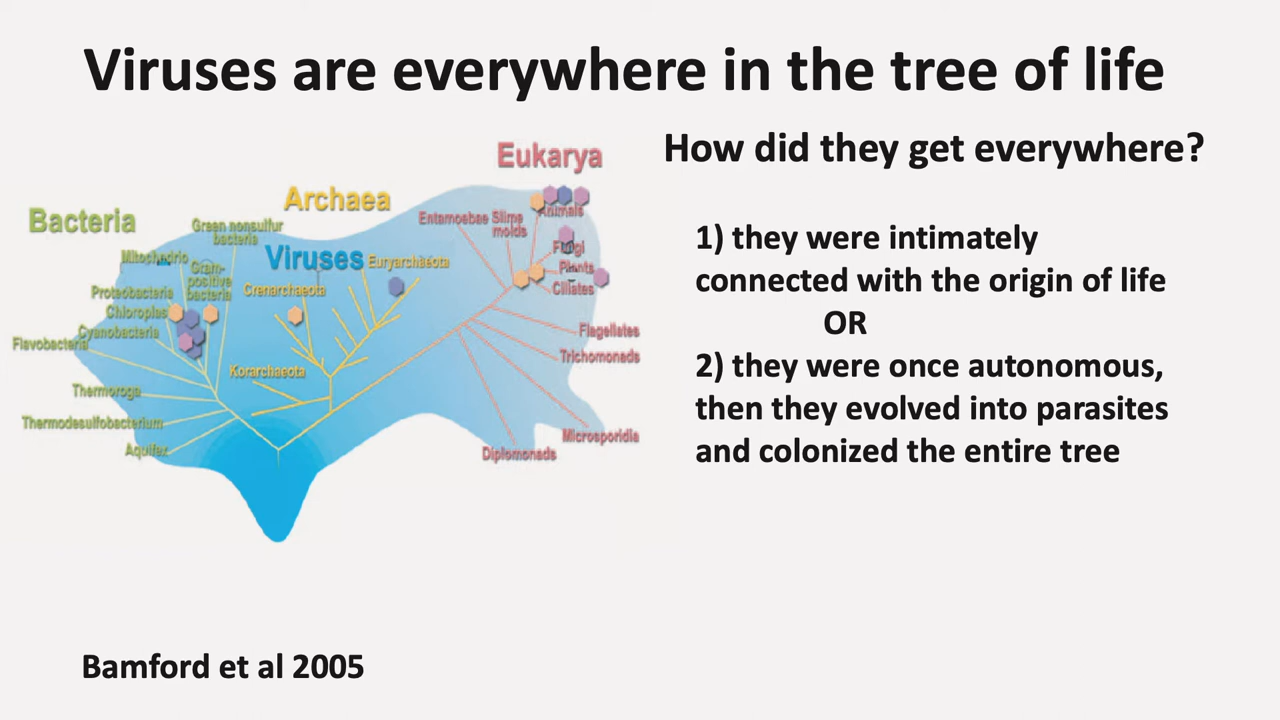 Viruses are everywhere in the tree of life
How did they get everywhere?
Eukarya
Archaea
Bacteria
Green nonsulfur
bacteria
Entamoebae
Slime
molds
Animals
Viruses
Mitochondria
Gram-
positive
bacteria
Euryarchaeota
Fungi
Plants
Crenarchaeota
Ciliates
Proteobacteria
Chloroplast
Cyanobacteria
Flavobacteria
Flagellates
Trichomonads
Korarchaeota
Thermotoga
Thermodesulfobacterium
Aquifex
Microsporidia
Diplomonads
1) they were intimately
connected with the origin of life
OR
2) they were once autonomous,
then they evolved into parasites
and colonized the entire tree
Bamford et al 2005